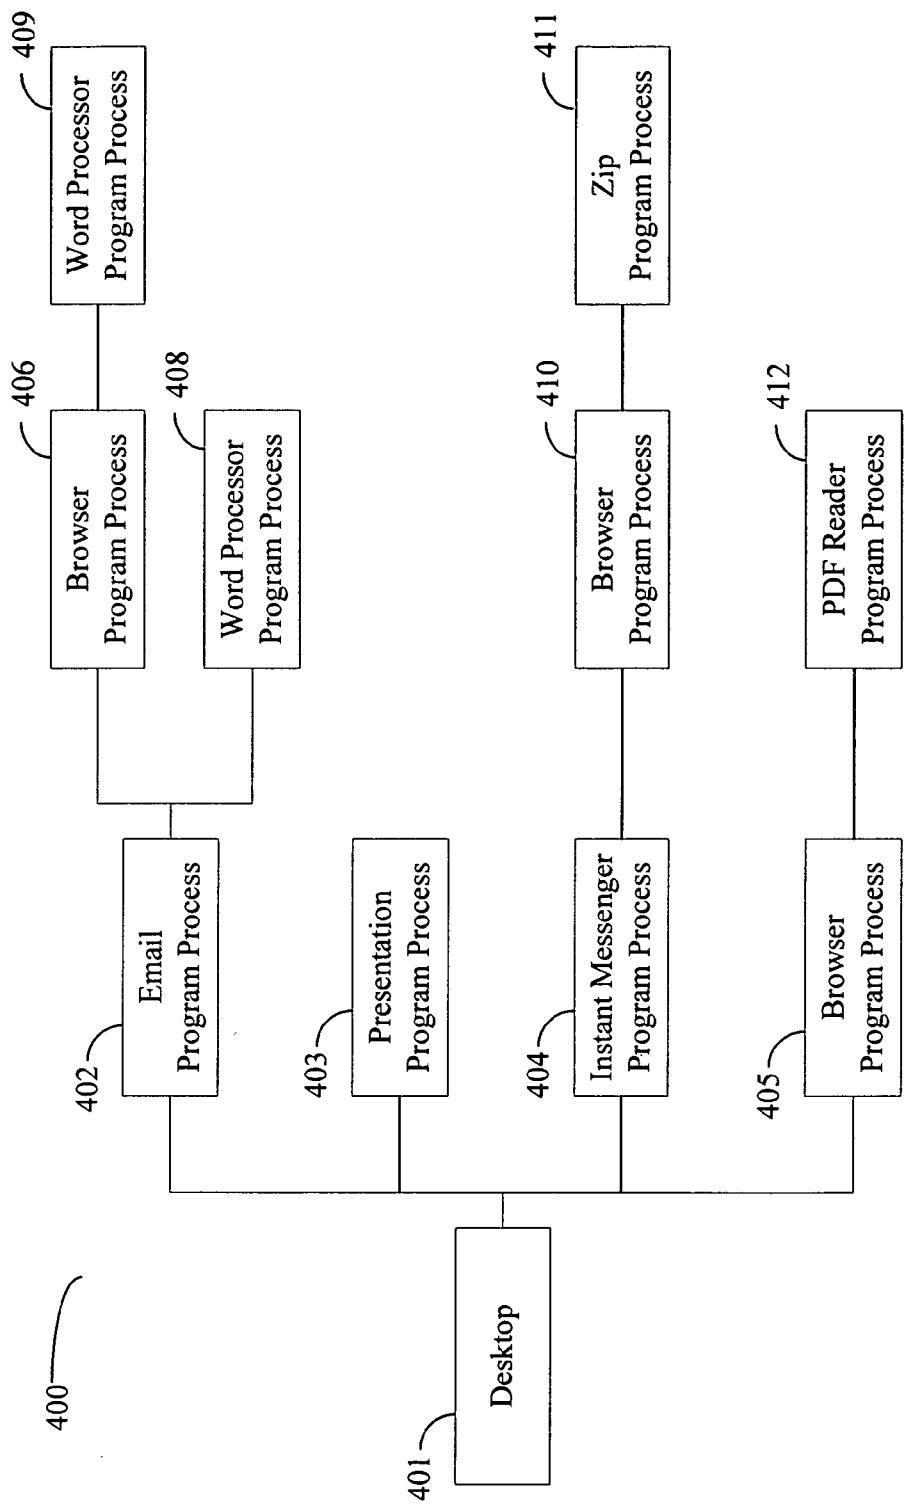 400
401
Desktop
402
Email
Program Process
403
Presentation
Program Process
404
Instant Messenger
Program Process
405
Browser
Program Process
406
Browser
Program Process
408
Word Processor
Program Process
410
Browser
Program Process
412
PDF Reader
Program Process
409
Word Processor
Program Process
411
Zip
Program Process